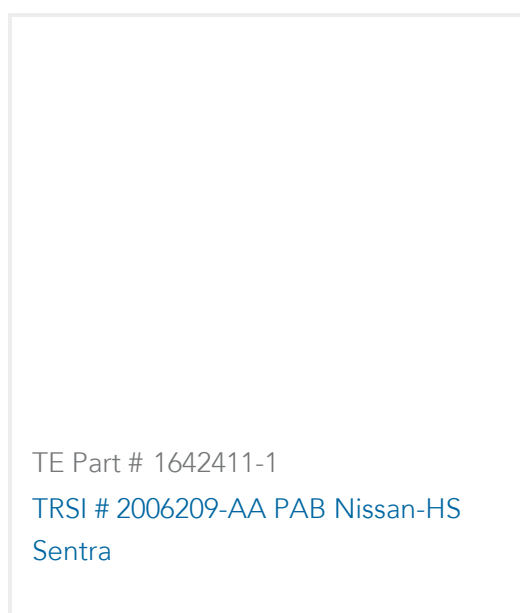 TE Part # 1642411-1
TRSI # 2006209-AA PAB Nissan-HS
Sentra